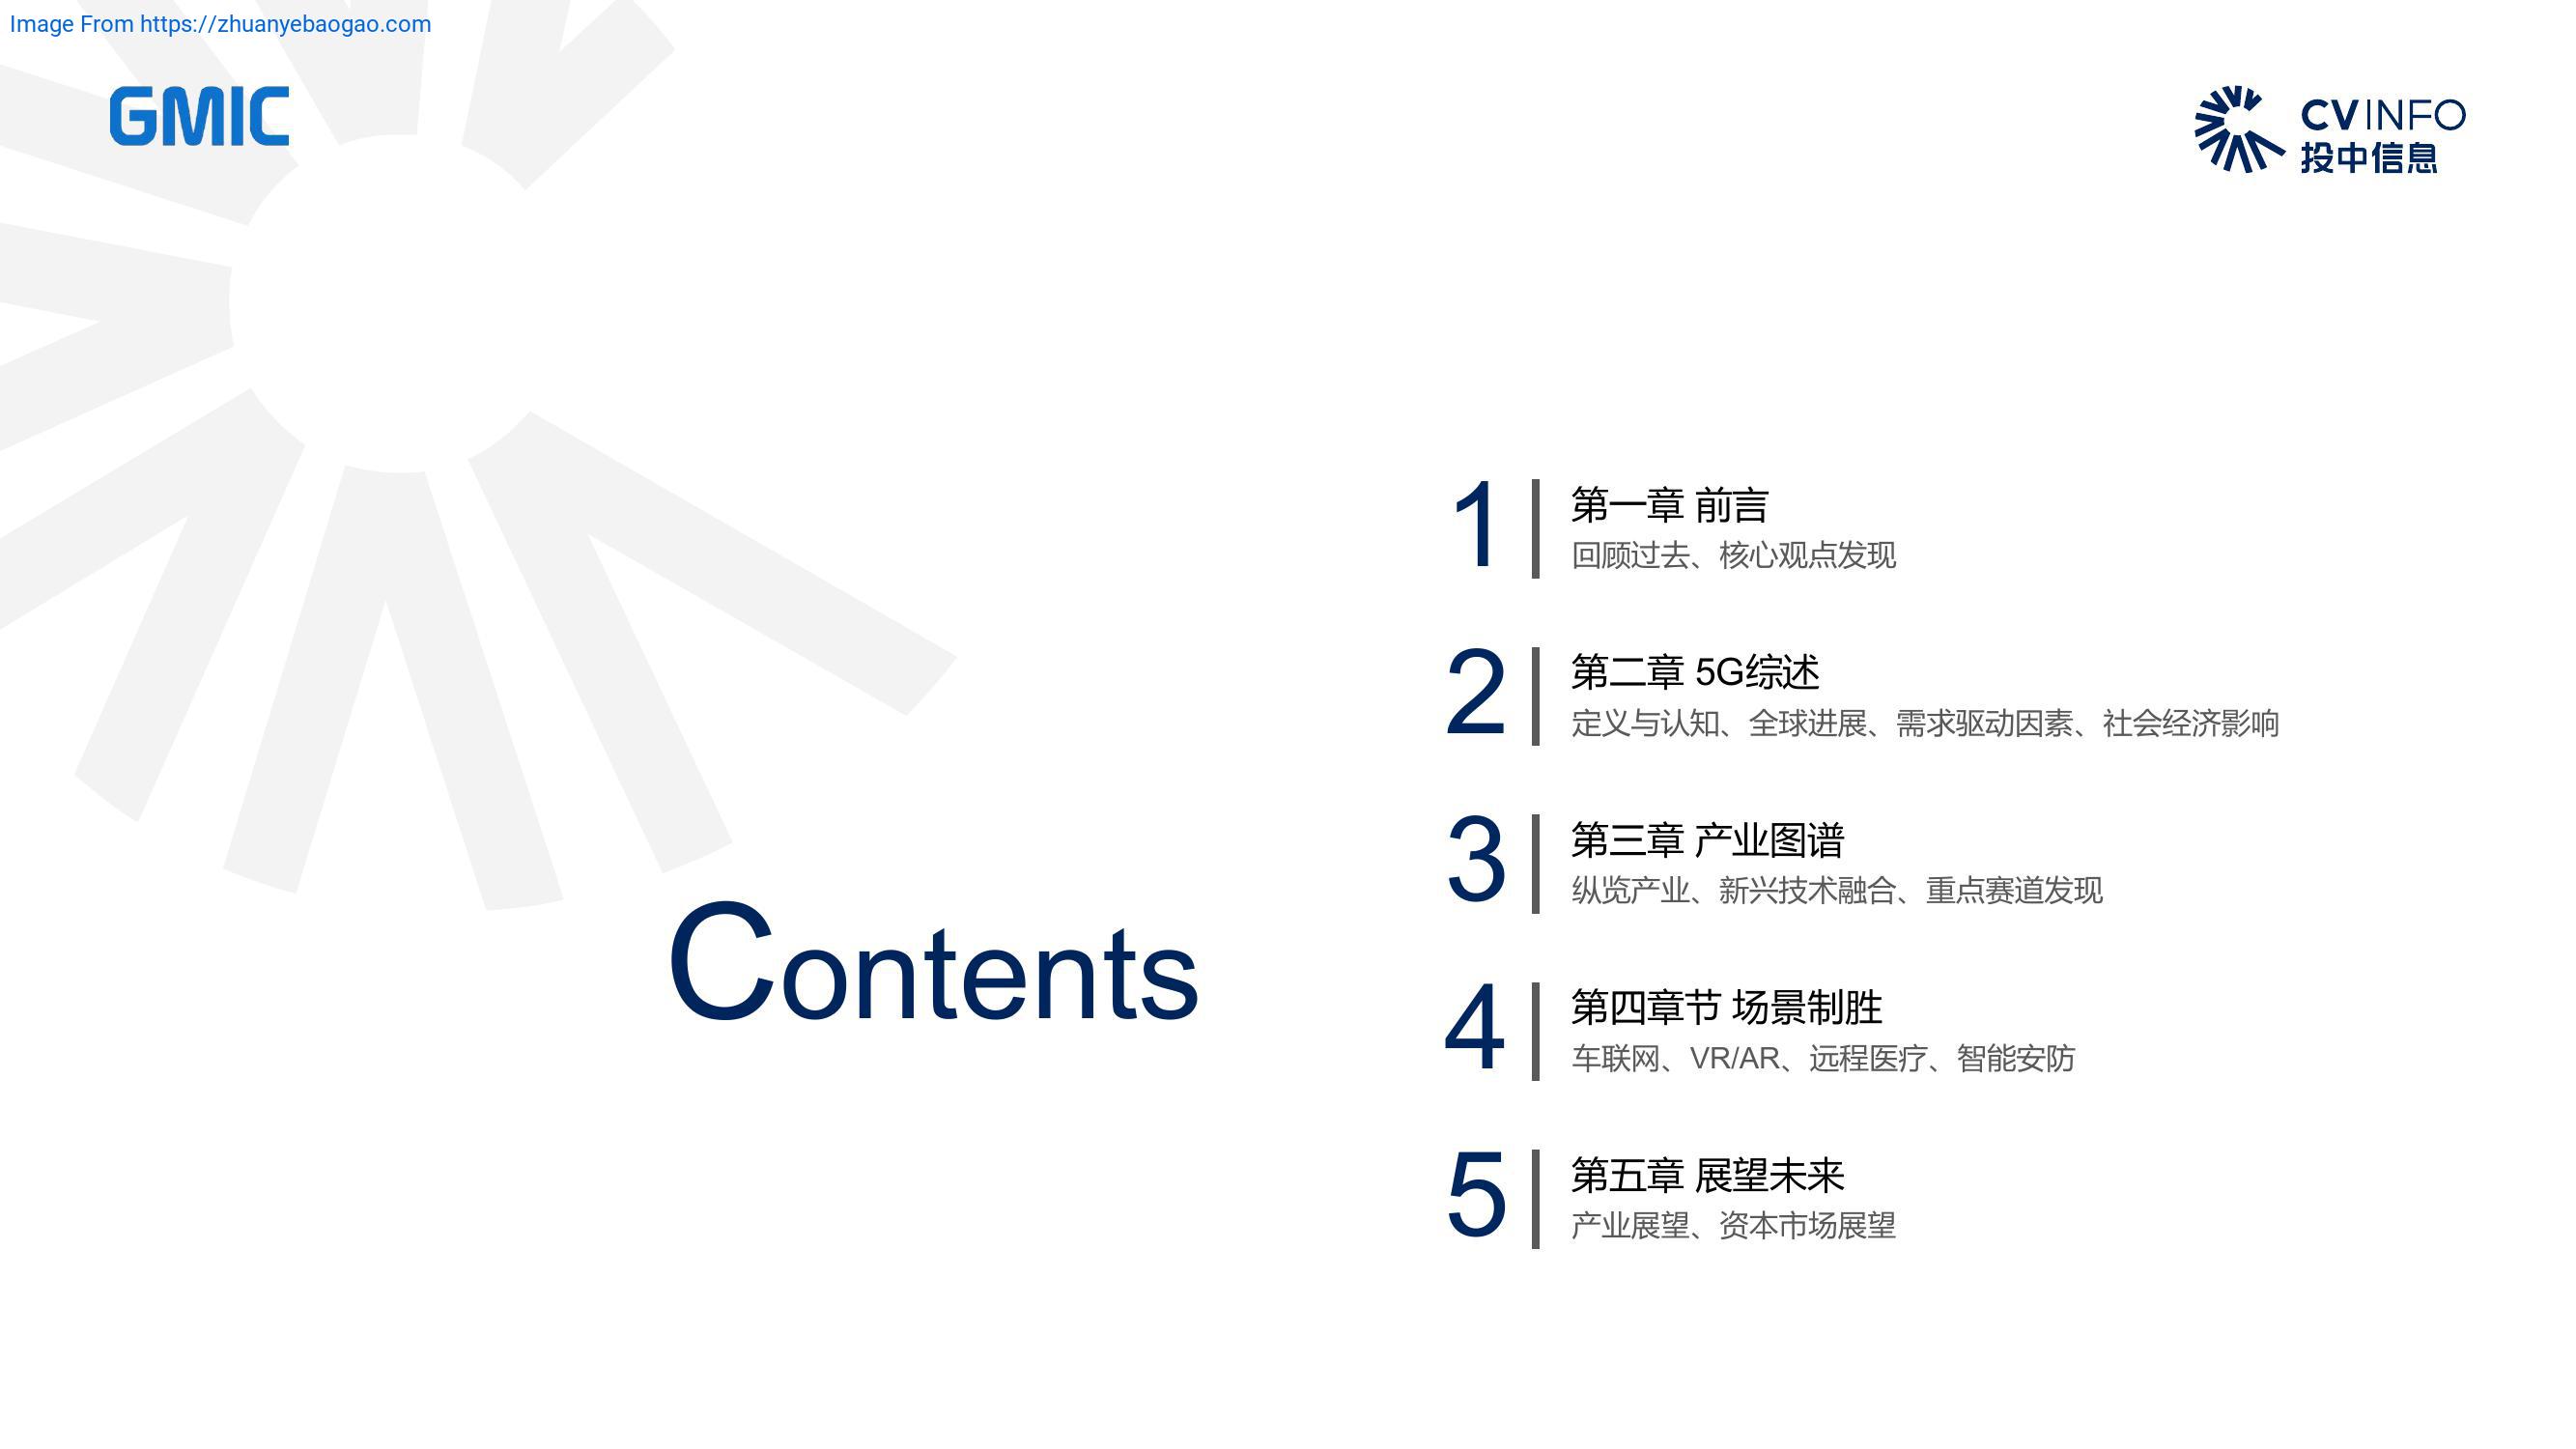 Image From https://zhuanyebaogao.com
GMIC
CVINFO
投中信息
Contents
1
第一章 前言
回顾过去、核心观点发现
2
第二章 5G综述
定义与认知、全球进展、需求驱动因素、社会经济影响
3
第三章 产业图谱
纵览产业、新兴技术融合、重点赛道发现
4
第四章节 场景制胜
车联网、VR/AR、远程医疗、智能安防
5
第五章 展望未来
产业展望、资本市场展望